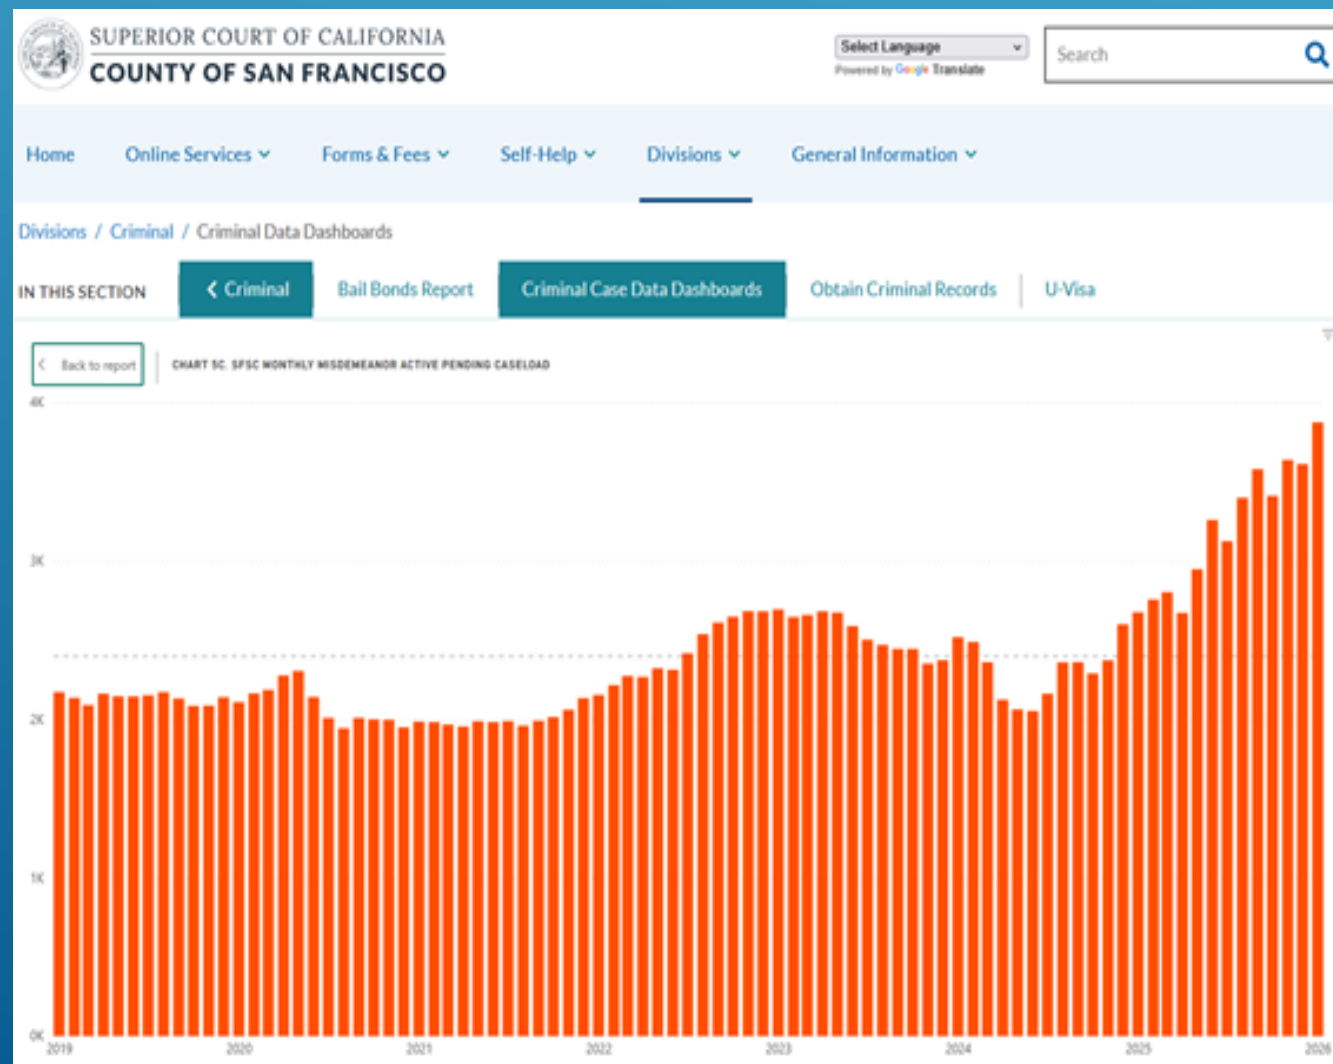 SUPERIOR COURT OF CALIFORNIA
COUNTY OF SAN FRANCISCO
Select Language
Powered by Google Translate
Search
Home Online Services Forms & Fees Self-Help Divisions General Information
Divisions / Criminal / Criminal Data Dashboards
IN THIS SECTION Criminal Bail Bonds Report Criminal Case Data Dashboards Obtain Criminal Records U-Visa
Back to report CHART 5C. SFSC MONTHLY MISDEMEANOR ACTIVE PENDING CASELOAD
4K
3K
2K
1K
0K
2019 2020 2021 2022 2023 2024 2025 2026